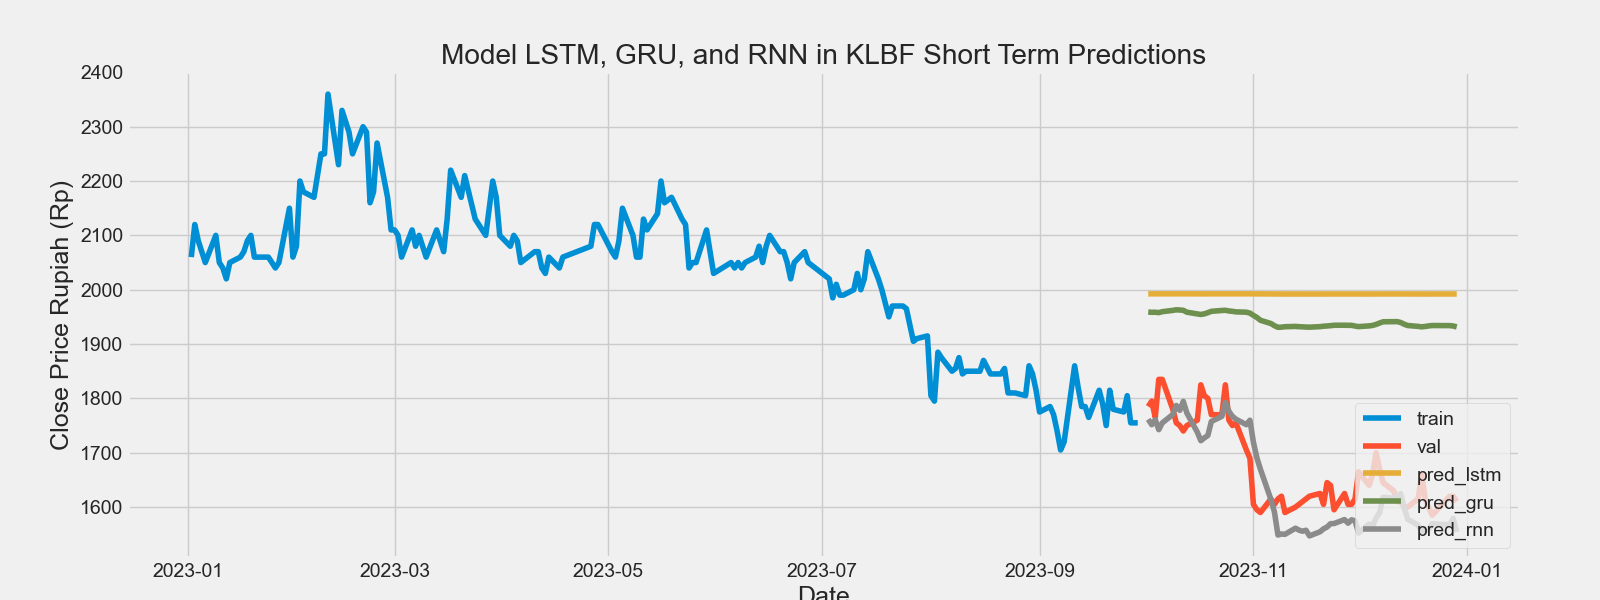 Model LSTM, GRU, and RNN in KLBF Short Term Predictions
Close Price Rupiah (Rp)
2400
2300
2200
2100
2000
1900
1800
1700
1600
train
val
pred_lstm
pred_gru
pred_rnn
2023-01 2023-03 2023-05 2023-07 2023-09 2023-11 2024-01
Date